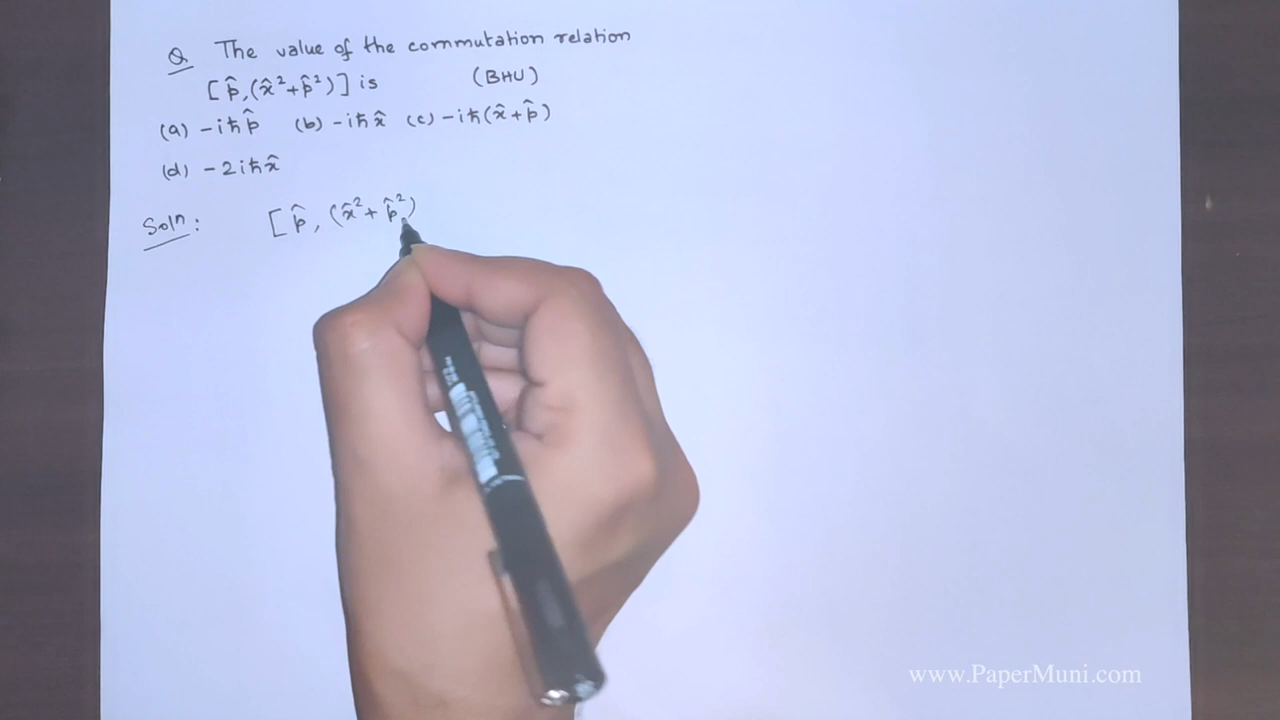 Q The value of the commutation relation
[p̂,(x̂²+p̂²)] is (BHU)
(a) -iħp̂ (b) -iħx̂ (c) -iħ(x̂+p̂)
(d) -2iħx̂
Solⁿ: [p̂, (x̂²+p̂²)
www.PaperMuni.com